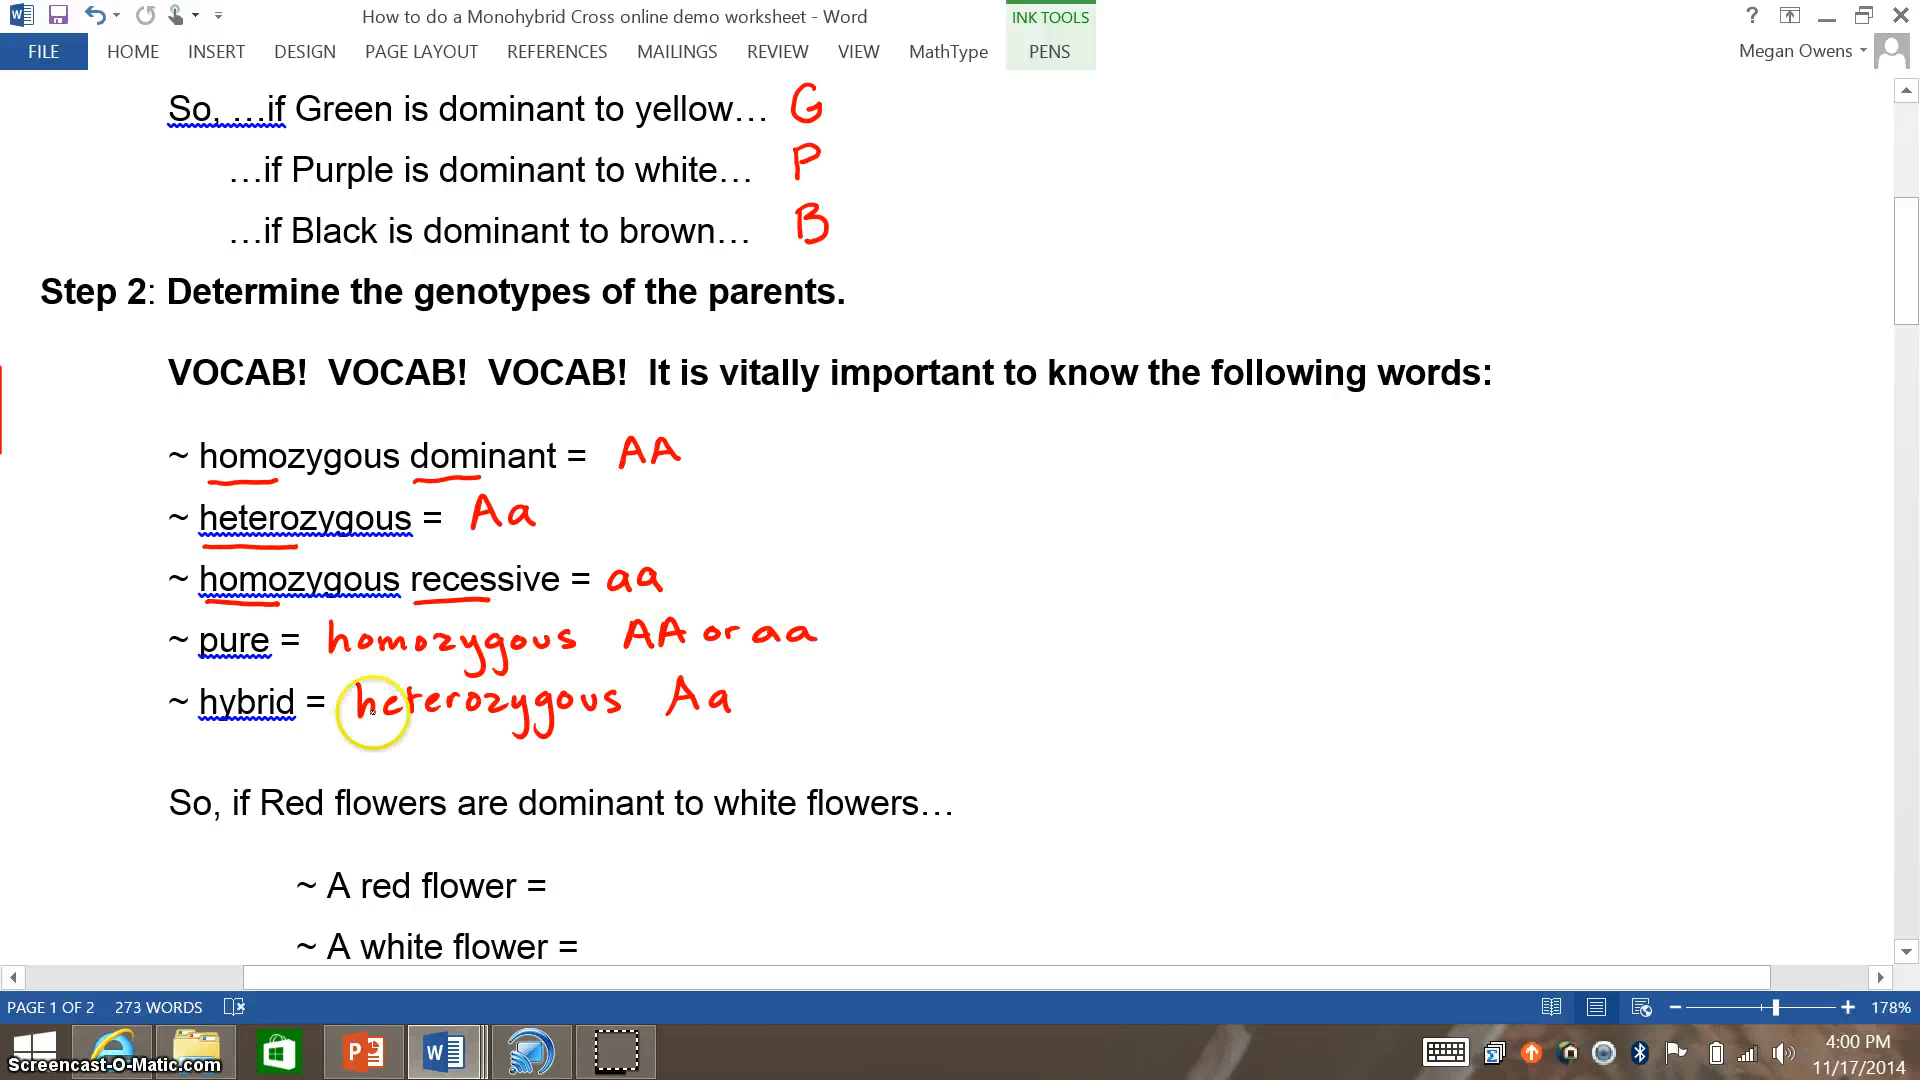 How to do a Monohybrid Cross online demo worksheet - Word
INK TOOLS
?
FILE HOME INSERT DESIGN PAGE LAYOUT REFERENCES MAILINGS REVIEW VIEW MathType PENS
Megan Owens
So, …if Green is dominant to yellow… G
…if Purple is dominant to white… P
…if Black is dominant to brown… B
Step 2: Determine the genotypes of the parents.
VOCAB! VOCAB! VOCAB! It is vitally important to know the following words:
~ homozygous dominant = AA
~ heterozygous = Aa
~ homozygous recessive = aa
~ pure = homozygous AA or aa
~ hybrid = heterozygous Aa
So, if Red flowers are dominant to white flowers…
~ A red flower =
~ A white flower =
PAGE 1 OF 2 273 WORDS
178%
Screencast-O-Matic.com
4:00 PM
11/17/2014